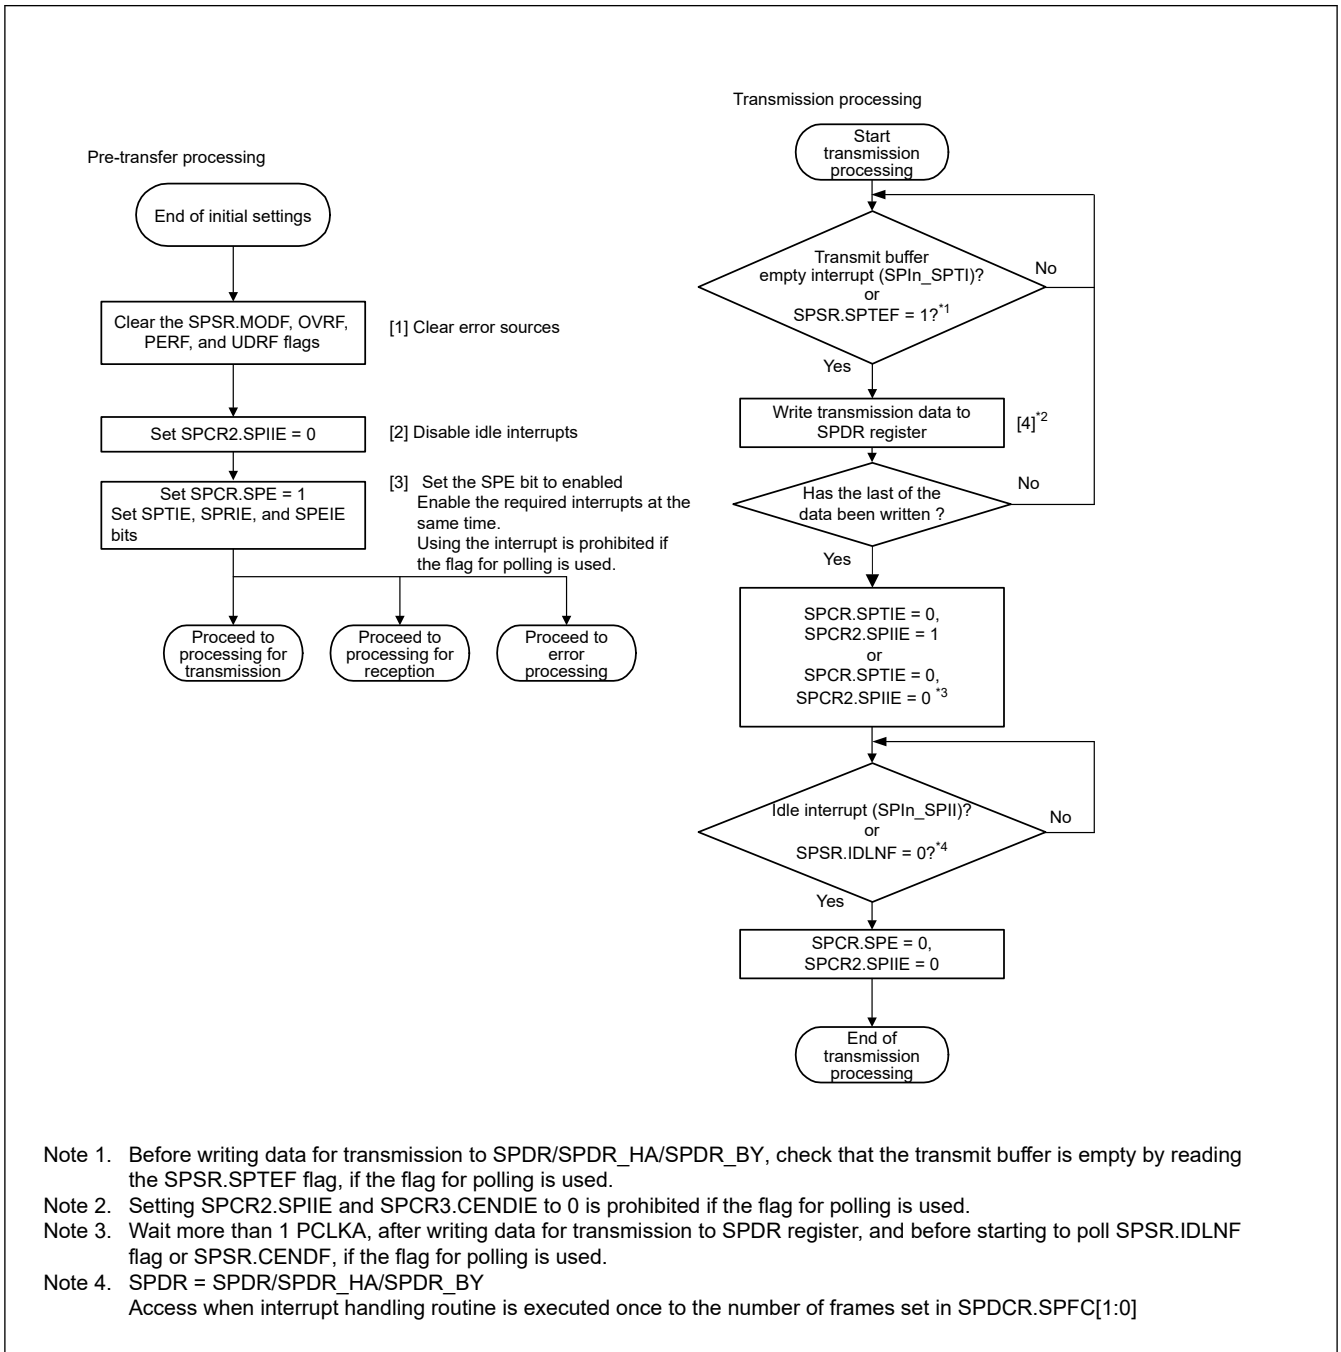 Pre-transfer processing
End of initial settings
Clear the SPSR.MODF, OVRF,
PERF, and UDRF flags
[1] Clear error sources
Set SPCR2.SPIIE = 0
[2] Disable idle interrupts
Set SPCR.SPE = 1
Set SPTIE, SPRIE, and SPEIE
bits
[3] Set the SPE bit to enabled
Enable the required interrupts at the
same time.
Using the interrupt is prohibited if
the flag for polling is used.
Proceed to
processing for
transmission
Proceed to
processing for
reception
Proceed to
error
processing
Transmission processing
Start
transmission
processing
Transmit buffer
empty interrupt (SPIn_SPTI)?
or
SPSR.SPTEF = 1?*1
No
Yes
Write transmission data to
SPDR register
[4]*2
Has the last of the
data been written ?
No
Yes
SPCR.SPTIE = 0,
SPCR2.SPIIE = 1
or
SPCR.SPTIE = 0,
SPCR2.SPIIE = 0 *3
Idle interrupt (SPIn_SPII)?
or
SPSR.IDLNF = 0?*4
No
Yes
SPCR.SPE = 0,
SPCR2.SPIIE = 0
End of
transmission
processing
Note 1. Before writing data for transmission to SPDR/SPDR_HA/SPDR_BY, check that the transmit buffer is empty by reading
the SPSR.SPTEF flag, if the flag for polling is used.
Note 2. Setting SPCR2.SPIIE and SPCR3.CENDIE to 0 is prohibited if the flag for polling is used.
Note 3. Wait more than 1 PCLKA, after writing data for transmission to SPDR register, and before starting to poll SPSR.IDLNF
flag or SPSR.CENDF, if the flag for polling is used.
Note 4. SPDR = SPDR/SPDR_HA/SPDR_BY
Access when interrupt handling routine is executed once to the number of frames set in SPDCR.SPFC[1:0]